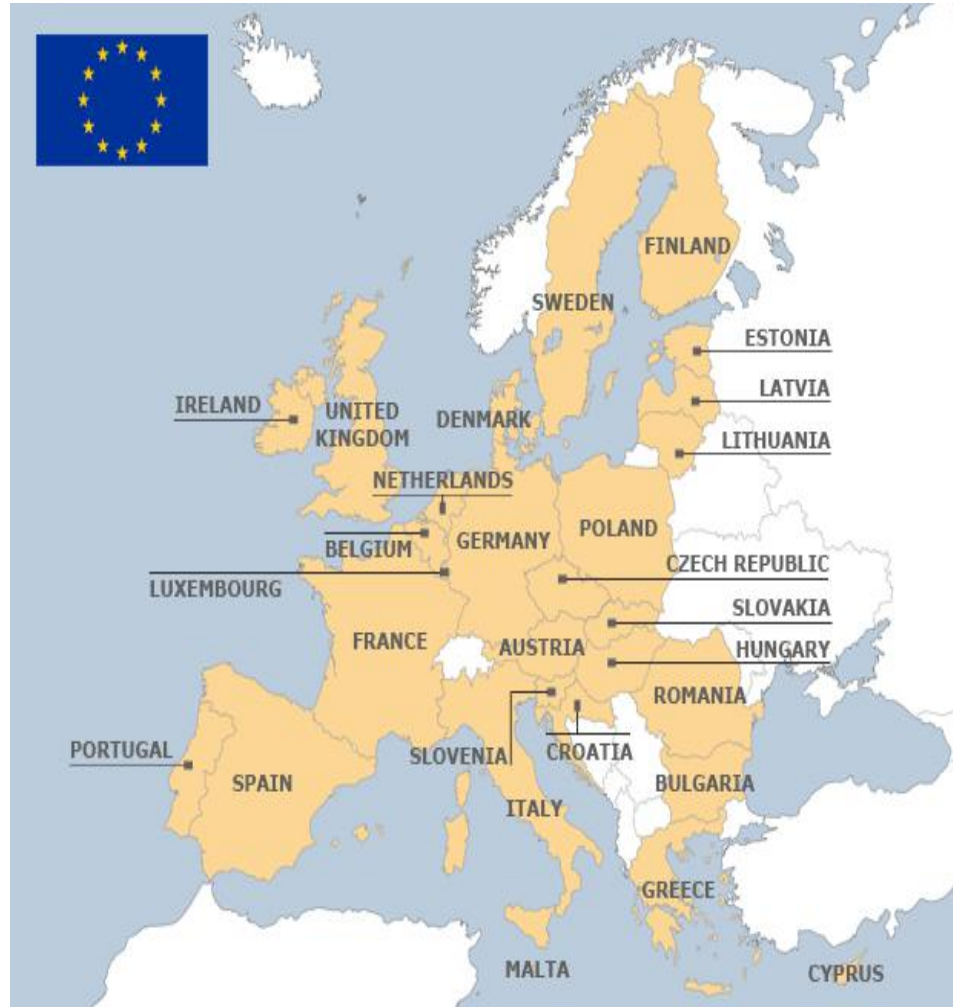 FINLAND
SWEDEN
ESTONIA
LATVIA
IRELAND
UNITED
KINGDOM
DENMARK
LITHUANIA
NETHERLANDS
BELGIUM
GERMANY
POLAND
CZECH REPUBLIC
LUXEMBOURG
SLOVAKIA
FRANCE
AUSTRIA
HUNGARY
ROMANIA
PORTUGAL
SLOVENIA
CROATIA
SPAIN
BULGARIA
ITALY
GREECE
MALTA
CYPRUS